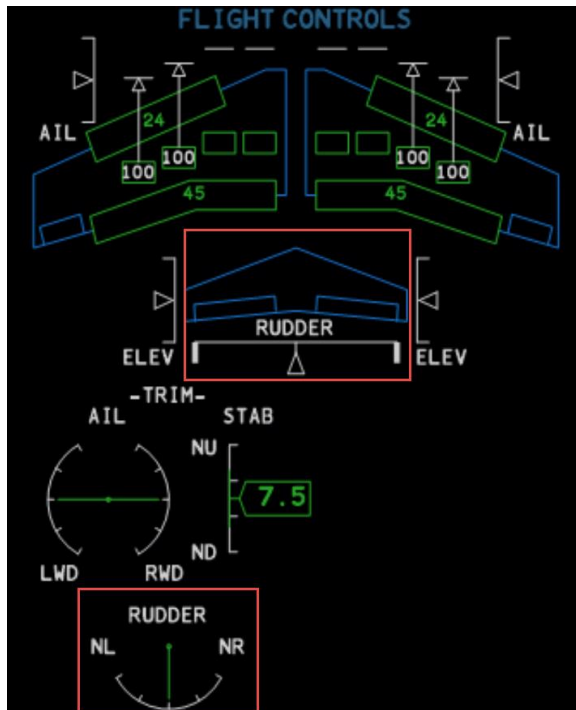 FLIGHT CONTROLS
AIL 24 100 100 100 100 24 AIL
45 45
RUDDER
ELEV ELEV
-TRIM-
AIL STAB
NU
7.5
ND
LWD RWD
RUDDER
NL NR